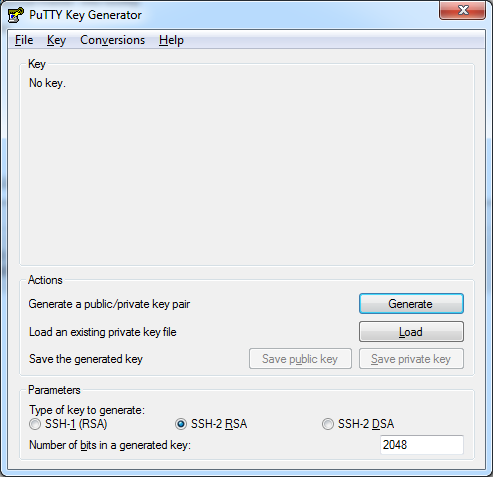 PuTTY Key Generator
File Key Conversions Help
Key
No key.
Actions
Generate a public/private key pair Generate
Load an existing private key file Load
Save the generated key Save public key Save private key
Parameters
Type of key to generate:
SSH-1 (RSA) SSH-2 RSA SSH-2 DSA
Number of bits in a generated key: 2048